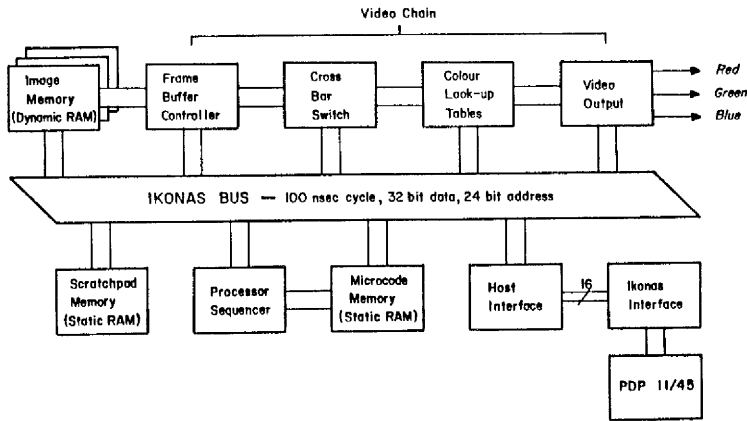 Video Chain
Image
Memory
(Dynamic RAM)
Frame
Buffer
Controller
Cross
Bar
Switch
Colour
Look-up
Tables
Video
Output
Red
Green
Blue
IKONAS BUS — 100 nsec cycle, 32 bit data, 24 bit address
Scratchpad
Memory
(Static RAM)
Processor
Sequencer
Microcode
Memory
(Static RAM)
Host
Interface
16
Ikonas
Interface
PDP 11/45